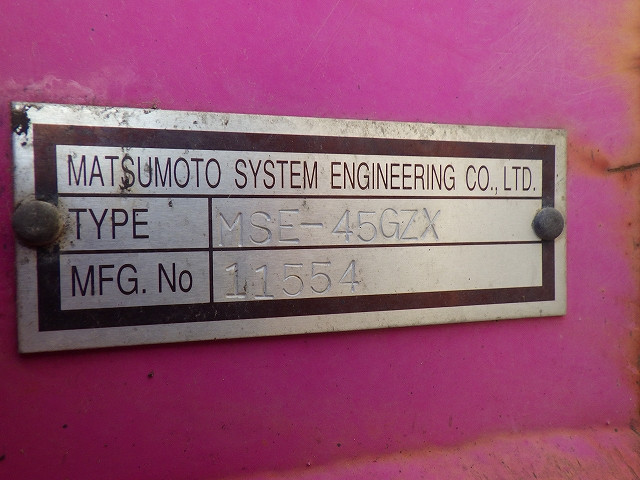 MATSUMOTO SYSTEM ENGINEERING CO., LTD.
TYPE MSE-45GZX
MFG. No 11554